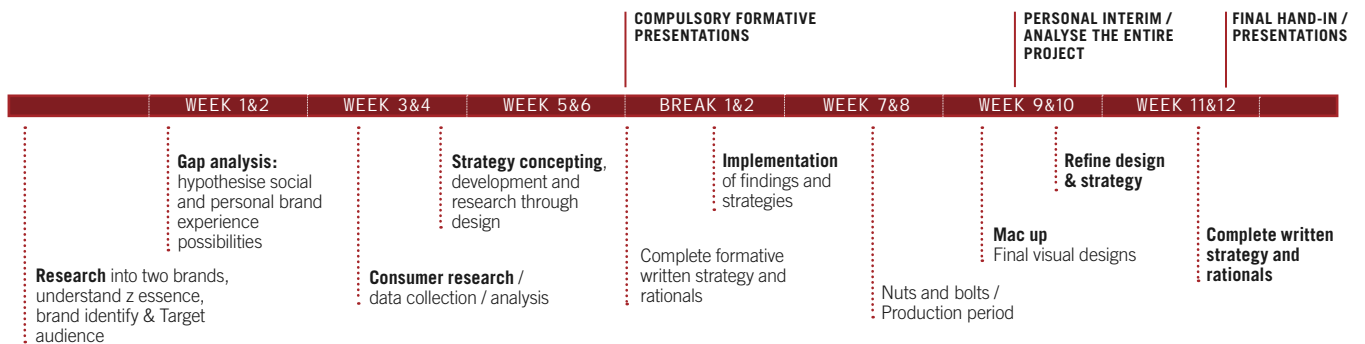 COMPULSORY FORMATIVE
PRESENTATIONS
PERSONAL INTERIM /
ANALYSE THE ENTIRE
PROJECT
FINAL HAND-IN /
PRESENTATIONS
WEEK 1&2
WEEK 3&4
WEEK 5&6
BREAK 1&2
WEEK 7&8
WEEK 9&10
WEEK 11&12
Gap analysis:
hypothesise social
and personal brand
experience
possibilities
Strategy concepting,
development and
research through
design
Implementation
of findings and
strategies
Refine design
& strategy
Research into two brands,
understand z essence,
brand identify & Target
audience
Consumer research /
data collection / analysis
Complete formative
written strategy and
rationals
Nuts and bolts /
Production period
Mac up
Final visual designs
Complete written
strategy and
rationals